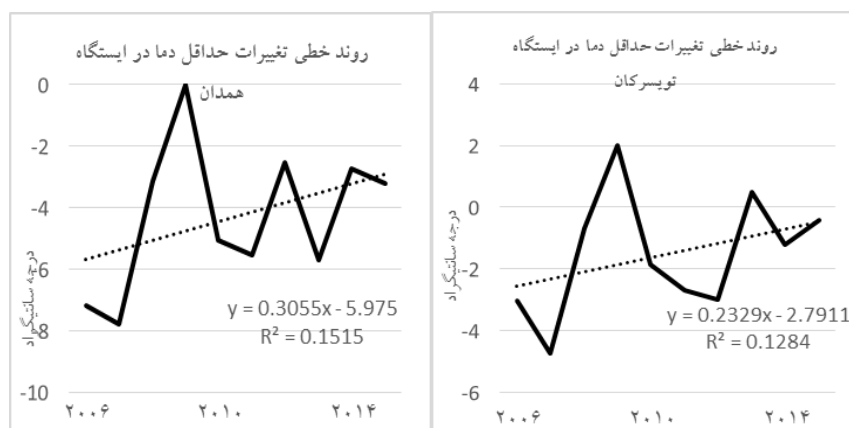 روند خطی تغییرات حداقل دما در ایستگاه
همدان
0
-2
-4
-6
-8
-10
درجه سانتیگراد
y = 0.3055x - 5.975
R² = 0.1515
۲۰۰۶
۲۰۱۰
۲۰۱۴
روند خطی تغییرات حداقل دما در ایستگاه
تویسرکان
4
2
0
-2
-4
-6
درجه سانتیگراد
y = 0.2329x - 2.7911
R² = 0.1284
۲۰۰۶
۲۰۱۰
۲۰۱۴